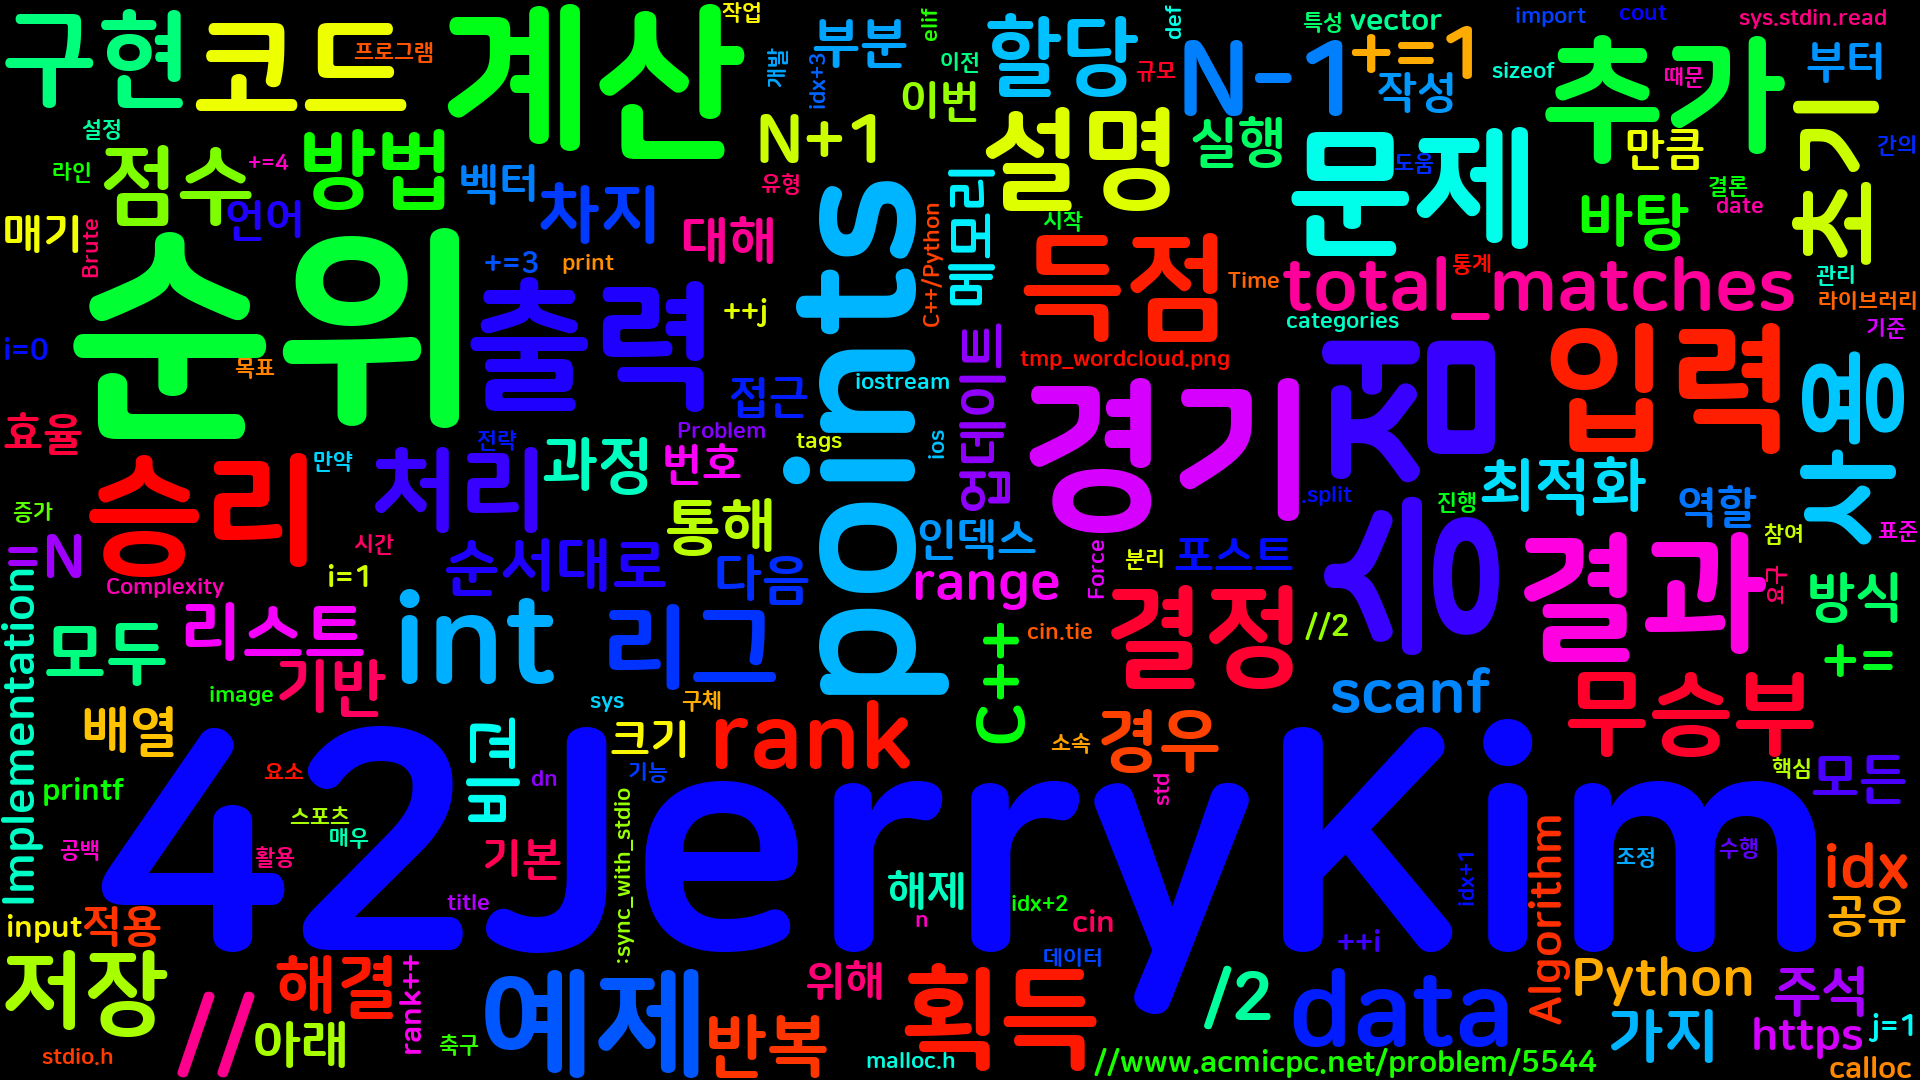 구현
코드
프로그램
계산
작업
부분
elif
개발
idx+3
이전
이번
할당
def
규모
특성
vector
N-1
+=1
작성
import
cout
sizeof
sys.stdin.read
때문
추가
부터
초기
간의
만큼
도움
설정
라인
+=4
점수
방법
언어
매기
Brute
벡터
차지
N+1
유형
대해
points
C++/Python
메모리
설명
시작
실행
문제
바탕
결론
date
순위
+=3
print
출력
++j
득점
Time
total_matches
통계
관리
라이브러리
기준
categories
i=0
목표
접근
iostream
tmp_wordcloud.png
업데이트
경기
지점
입력
사용
효율
전략
Problem
tags
ios
만약
승리
처리
과정
번호
통해
인덱스
.split
진행
최적화
역할
참여
표준
증가
시간
IN
Complexity
i=1
순서대로
다음
range
Force
분리
포스트
결과
구역
방식
Implementation
모두
리스트
기반
int
리그
C++
cin.tie
결정
//2
+=
image
sys
구체
scanf
무승부
배열
printf
요소
비교
크기
기능
rank
소속
경우
핵심
모든
42JerryKim
dn
std
:sync_with_stdio
스포츠
매우
공백
활용
기본
해제
title
n
idx+2
cin
idx+1
조정
수행
Algorithm
idx
공유
input
적용
++i
저장
//
해결
아래
rank++
축구
예제
위해
데이터
획득
/2
data
Python
주석
가지
https
j=1
stdio.h
반복
malloc.h
//www.acmicpc.net/problem/5544
calloc